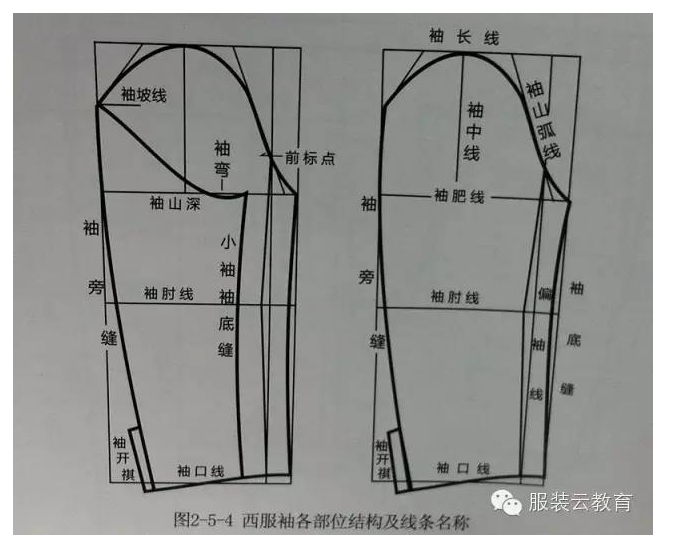 袖坡线
袖弯
前标点
袖山深
袖旁缝
小袖袖底缝
袖肘线
袖开祺
袖口线
袖长线
袖中线
袖山弧线
袖肥线
袖旁缝
袖肘线
偏袖线
袖底缝
袖开祺
袖口线
图2-5-4 西服袖各部位结构及线条名称
服装云教育